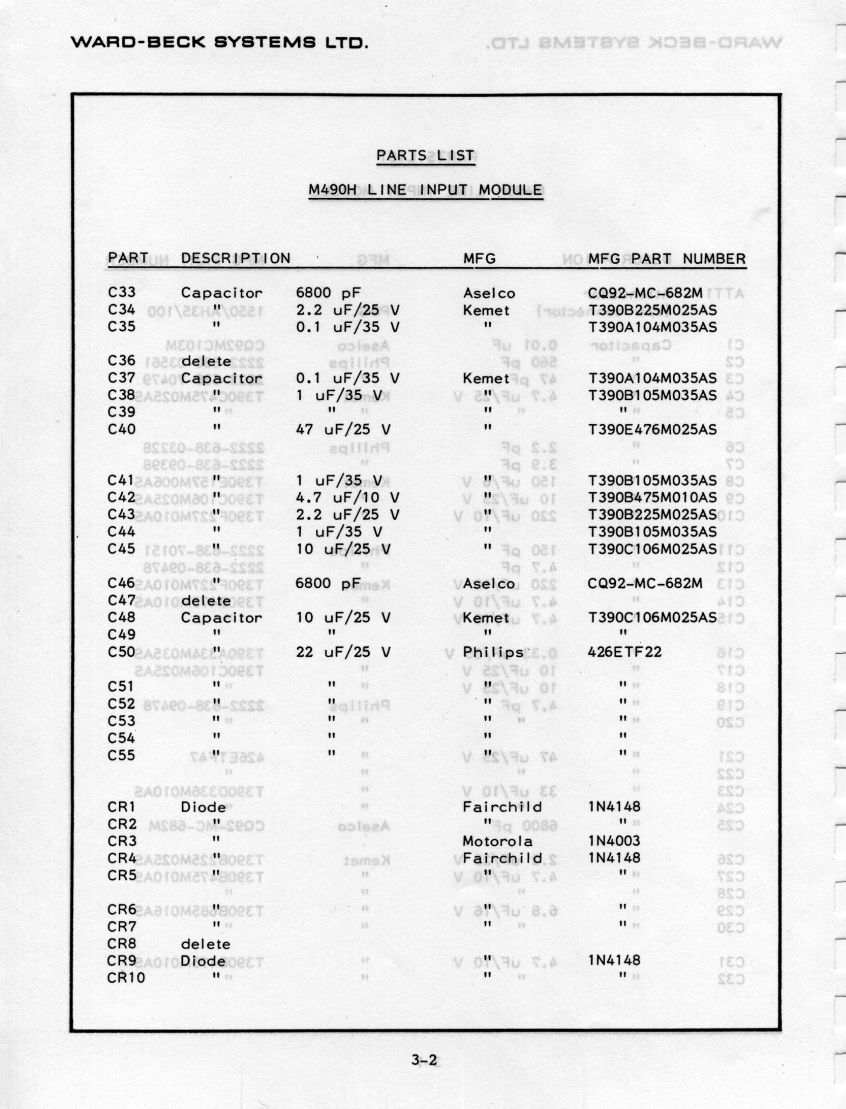 WARD-BECK SYSTEMS LTD.
PARTS LIST
M490H LINE INPUT MODULE
PART DESCRIPTION MFG MFG PART NUMBER
C33 Capacitor 6800 pF Aselco CQ92-MC-682M
C34 " 2.2 uF/25 V Kemet T390B225M025AS
C35 " 0.1 uF/35 V " T390A104M035AS
C36 delete
C37 Capacitor 0.1 uF/35 V Kemet T390A104M035AS
C38 " 1 uF/35 V " T390B105M035AS
C39 " " " "
C40 " 47 uF/25 V " T390E476M025AS
C41 " 1 uF/35 V " T390B105M035AS
C42 " 4.7 uF/10 V " T390B475M010AS
C43 " 2.2 uF/25 V " T390B225M025AS
C44 " 1 uF/35 V " T390B105M035AS
C45 " 10 uF/25 V " T390C106M025AS
C46 " 6800 pF Aselco CQ92-MC-682M
C47 delete
C48 Capacitor 10 uF/25 V Kemet T390C106M025AS
C49 " " " "
C50 " 22 uF/25 V Philips 426ETF22
C51 " " " "
C52 " " " "
C53 " " " "
C54 " " " "
C55 " " " "
CR1 Diode Fairchild 1N4148
CR2 " " "
CR3 " Motorola 1N4003
CR4 " Fairchild 1N4148
CR5 " " "
CR6 " " "
CR7 " " "
CR8 delete
CR9 Diode " 1N4148
CR10 " " "
3-2